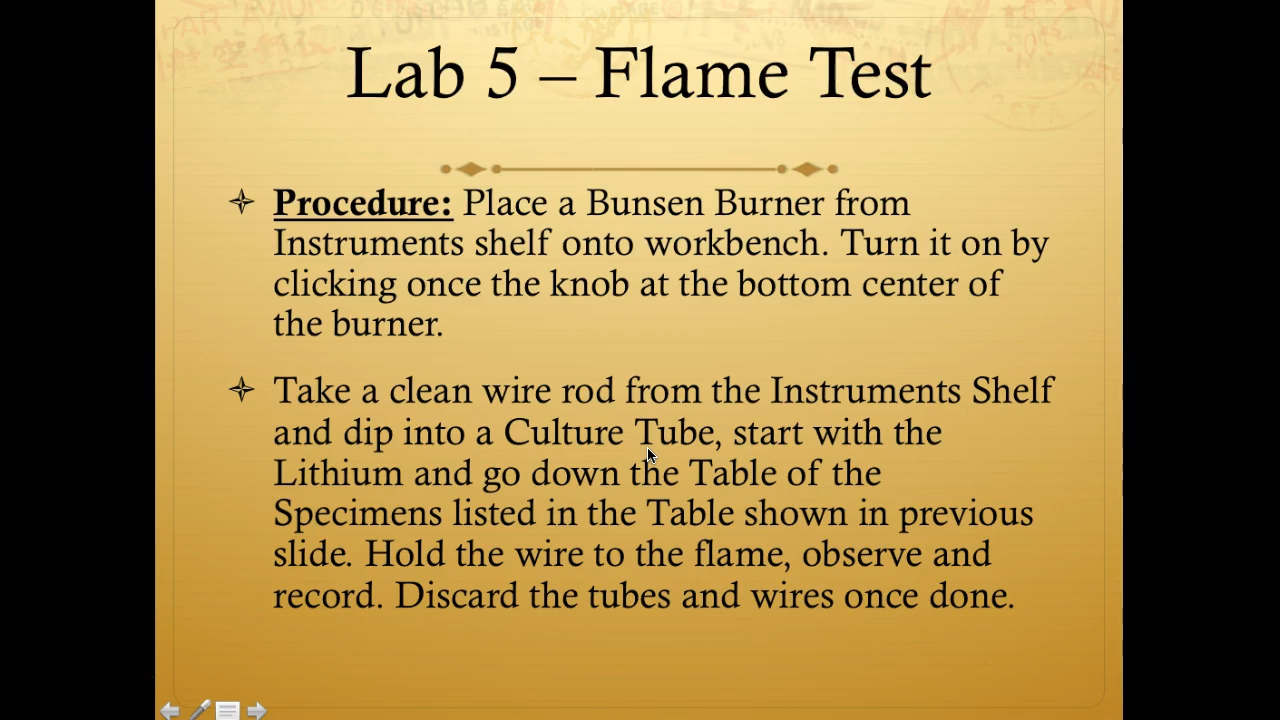 Lab 5 – Flame Test
Procedure: Place a Bunsen Burner from
Instruments shelf onto workbench. Turn it on by
clicking once the knob at the bottom center of
the burner.
Take a clean wire rod from the Instruments Shelf
and dip into a Culture Tube, start with the
Lithium and go down the Table of the
Specimens listed in the Table shown in previous
slide. Hold the wire to the flame, observe and
record. Discard the tubes and wires once done.